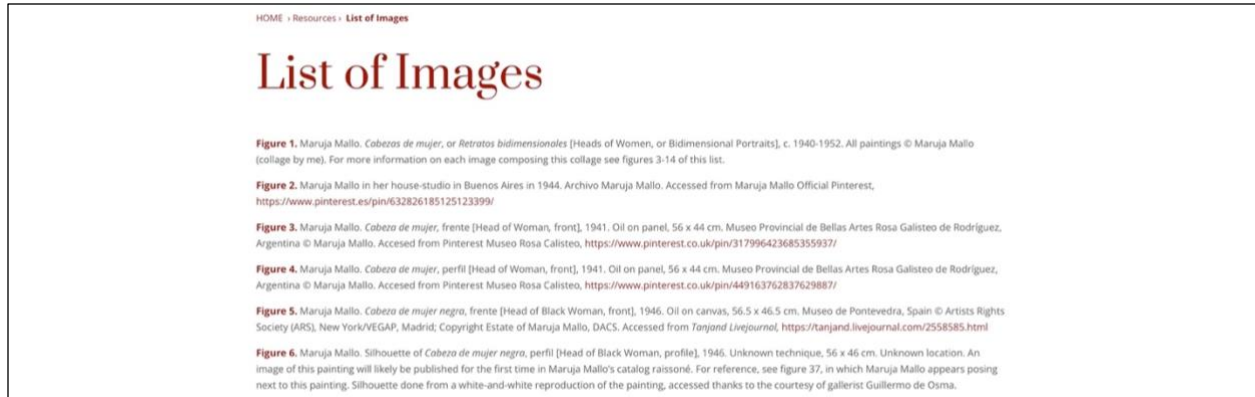 HOME › Resources › List of Images
List of Images
Figure 1. Maruja Mallo. Cabezas de mujer, or Retratos bidimensionales [Heads of Women, or Bidimensional Portraits], c. 1940-1952. All paintings © Maruja Mallo
(collage by me). For more information on each image composing this collage see figures 3-14 of this list.
Figure 2. Maruja Mallo in her house-studio in Buenos Aires in 1944. Archivo Maruja Mallo. Accessed from Maruja Mallo Official Pinterest,
https://www.pinterest.es/pin/632826185125123399/
Figure 3. Maruja Mallo. Cabeza de mujer, frente [Head of Woman, front], 1941. Oil on panel, 56 x 44 cm. Museo Provincial de Bellas Artes Rosa Galisteo de Rodríguez,
Argentina © Maruja Mallo. Accesed from Pinterest Museo Rosa Calisteo, https://www.pinterest.co.uk/pin/317996423685355937/
Figure 4. Maruja Mallo. Cabeza de mujer, perfil [Head of Woman, front], 1941. Oil on panel, 56 x 44 cm. Museo Provincial de Bellas Artes Rosa Galisteo de Rodríguez,
Argentina © Maruja Mallo. Accesed from Pinterest Museo Rosa Calisteo, https://www.pinterest.co.uk/pin/449163762837629887/
Figure 5. Maruja Mallo. Cabeza de mujer negra, frente [Head of Black Woman, front], 1946. Oil on canvas, 56.5 x 46.5 cm. Museo de Pontevedra, Spain © Artists Rights
Society (ARS), New York/VEGAP, Madrid; Copyright Estate of Maruja Mallo, DACS. Accessed from Tanjand Livejournal, https://tanjand.livejournal.com/2558585.html
Figure 6. Maruja Mallo. Silhouette of Cabeza de mujer negra, perfil [Head of Black Woman, profile], 1946. Unknown technique, 56 x 46 cm. Unknown location. An
image of this painting will likely be published for the first time in Maruja Mallo's catalog raissoné. For reference, see figure 37, in which Maruja Mallo appears posing
next to this painting. Silhouette done from a white-and-white reproduction of the painting, accessed thanks to the courtesy of gallerist Guillermo de Osma.